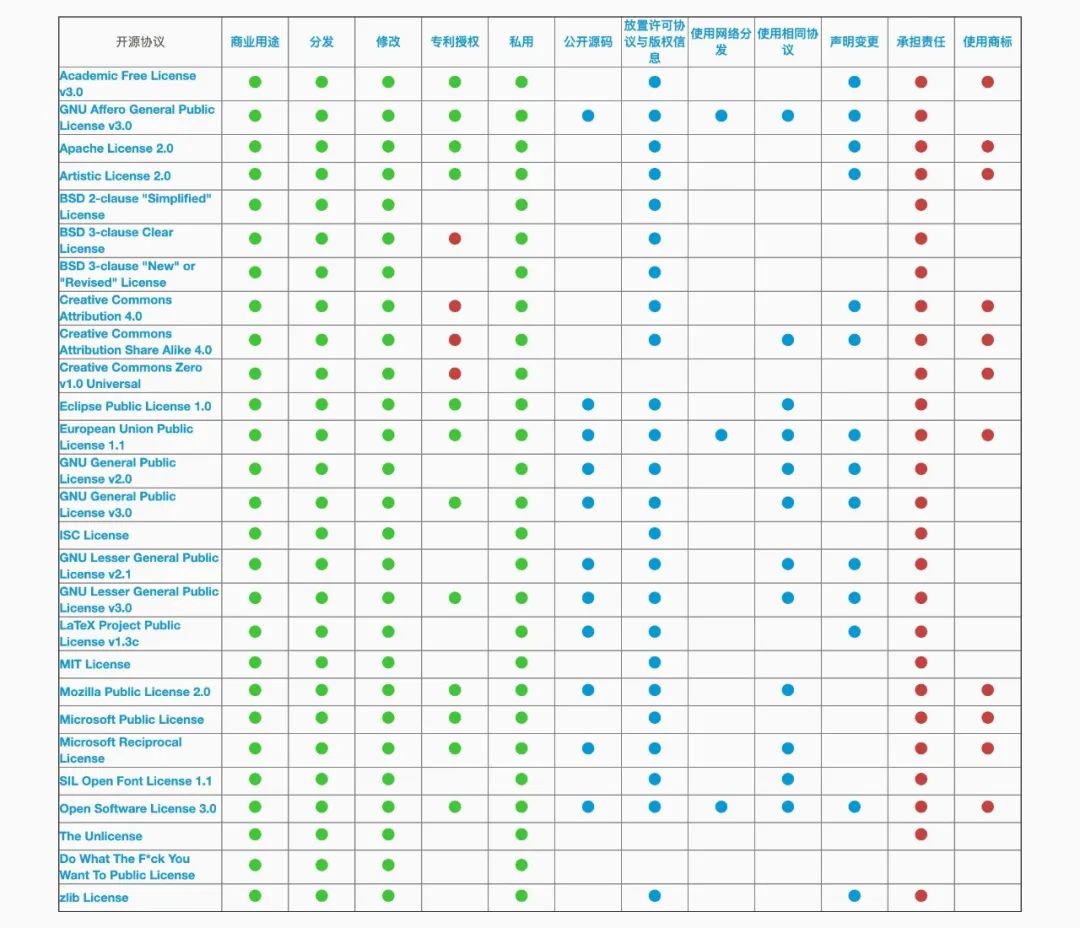 开源协议
商业用途
分发
修改
专利授权
私用
公开源码
放置许可协
议与版权信
息
使用网络分
发
使用相同协
议
声明变更
承担责任
使用商标
Academic Free License
v3.0
GNU Affero General Public
License v3.0
Apache License 2.0
Artistic License 2.0
BSD 2-clause "Simplified"
License
BSD 3-clause Clear
License
BSD 3-clause "New" or
"Revised" License
Creative Commons
Attribution 4.0
Creative Commons
Attribution Share Alike 4.0
Creative Commons Zero
v1.0 Universal
Eclipse Public License 1.0
European Union Public
License 1.1
GNU General Public
License v2.0
GNU General Public
License v3.0
ISC License
GNU Lesser General Public
License v2.1
GNU Lesser General Public
License v3.0
LaTeX Project Public
License v1.3c
MIT License
Mozilla Public License 2.0
Microsoft Public License
Microsoft Reciprocal
License
SIL Open Font License 1.1
Open Software License 3.0
The Unlicense
Do What The F*ck You
Want To Public License
zlib License